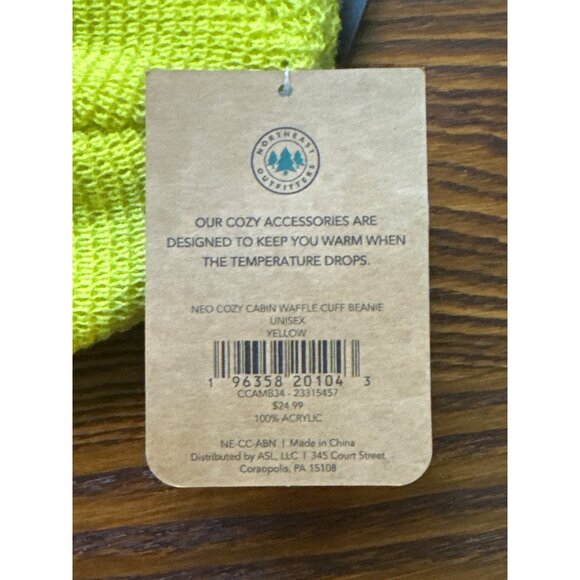 NORTHEAST
OUTFITTERS
OUR COZY ACCESSORIES ARE
DESIGNED TO KEEP YOU WARM WHEN
THE TEMPERATURE DROPS.
NEO COZY CABIN WAFFLE CUFF BEANIE
UNISEX
YELLOW
1 96358 20104 3
CCAMB34 - 23315457
$24.99
100% ACRYLIC
NE-CC-ABN | Made in China
Distributed by ASL, LLC | 345 Court Street
Coraopolis, PA 15108